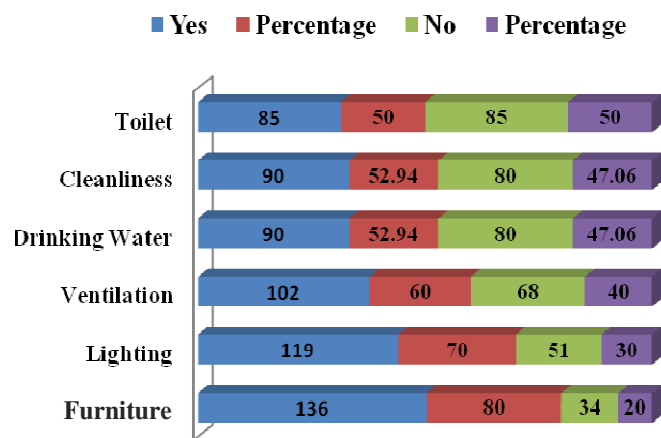 Yes Percentage No Percentage
Toilet 85 50 85 50
Cleanliness 90 52.94 80 47.06
Drinking Water 90 52.94 80 47.06
Ventilation 102 60 68 40
Lighting 119 70 51 30
Furniture 136 80 34 20